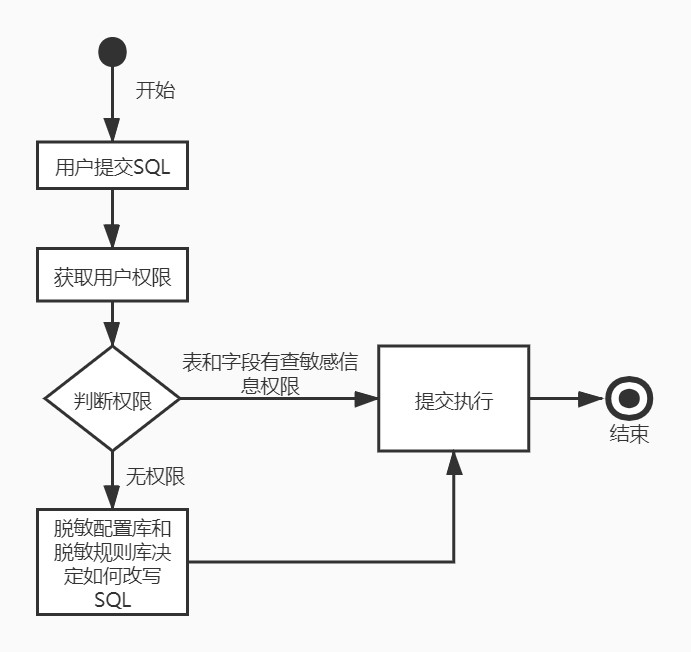 开始
用户提交SQL
获取用户权限
表和字段有查敏感信
息权限
判断权限
提交执行
结束
无权限
脱敏配置库和
脱敏规则库决
定如何改写
SQL